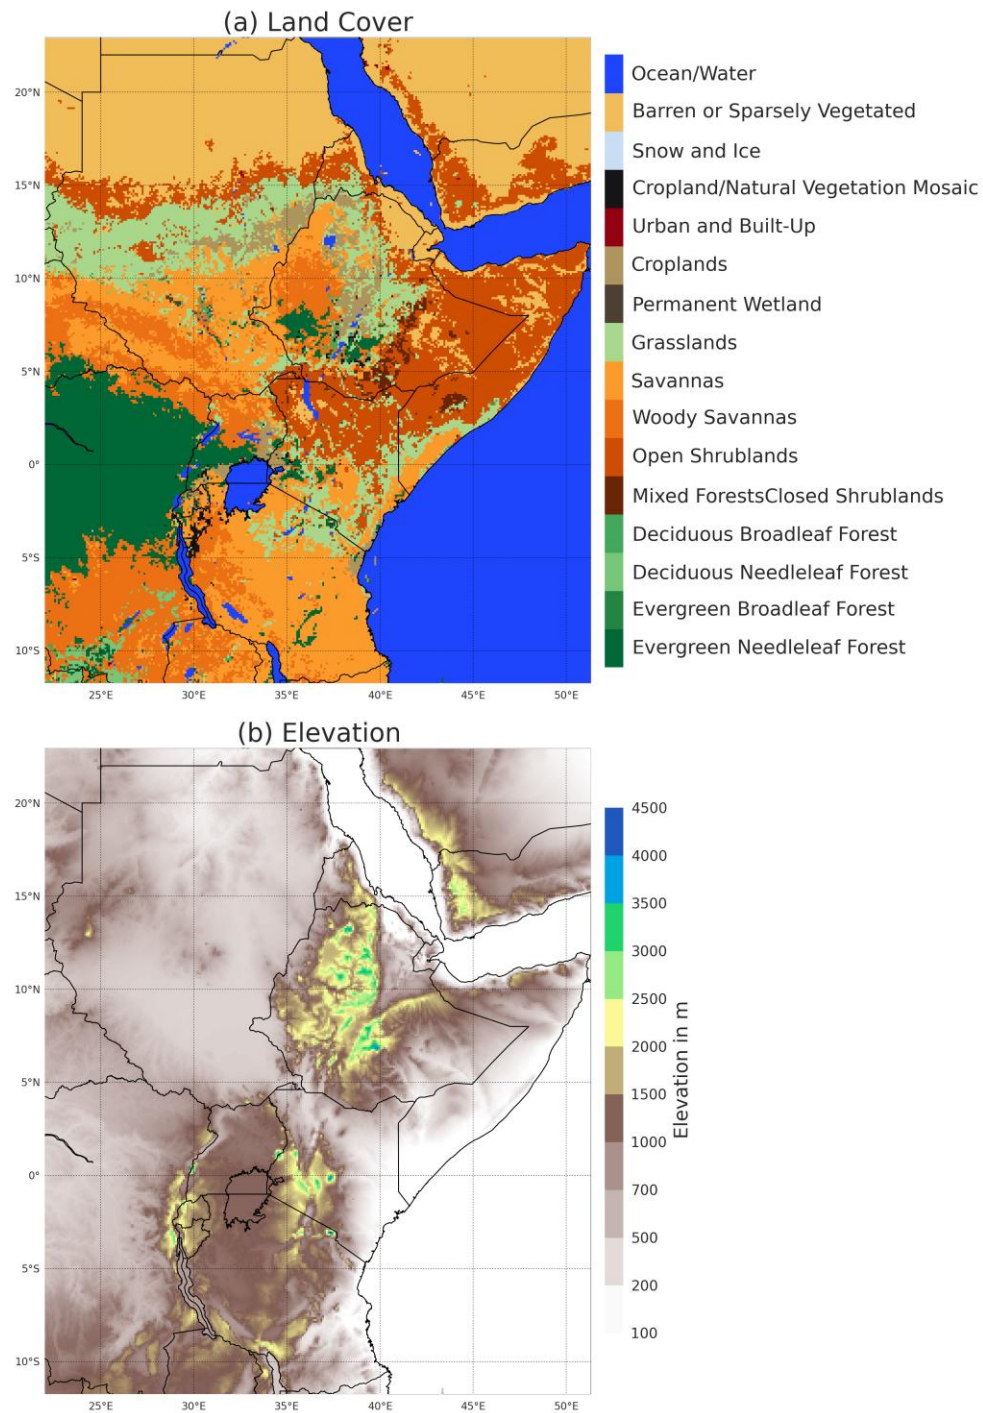 (a) Land Cover
20°N
15°N
10°N
5°N
0°
5°S
10°S
25°E 30°E 35°E 40°E 45°E 50°E
Ocean/Water
Barren or Sparsely Vegetated
Snow and Ice
Cropland/Natural Vegetation Mosaic
Urban and Built-Up
Croplands
Permanent Wetland
Grasslands
Savannas
Woody Savannas
Open Shrublands
Mixed ForestsClosed Shrublands
Deciduous Broadleaf Forest
Deciduous Needleleaf Forest
Evergreen Broadleaf Forest
Evergreen Needleleaf Forest
(b) Elevation
20°N
15°N
10°N
5°N
0°
5°S
10°S
25°E 30°E 35°E 40°E 45°E 50°E
4500
4000
3500
3000
2500
2000
1500
1000
700
500
200
100
Elevation in m